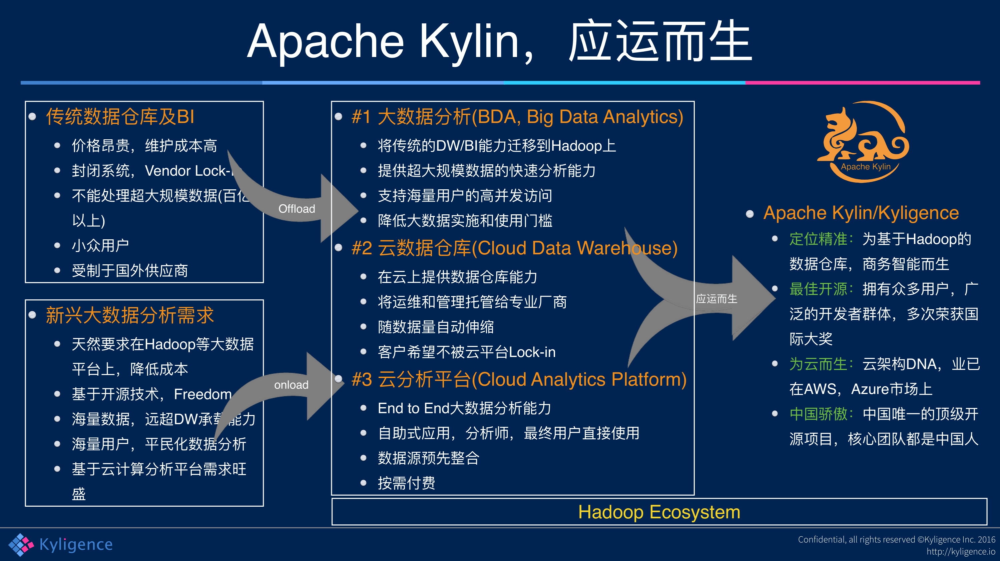 Apache Kylin，应运而生
传统数据仓库及BI
价格昂贵，维护成本高
封闭系统，Vendor Lock-
不能处理超大规模数据(百亿
以上)
小众用户
受制于国外供应商
新兴大数据分析需求
天然要求在Hadoop等大数据
平台上，降低成本
基于开源技术，Freedom
海量数据，远超DW承载能力
海量用户，平民化数据分析
基于云计算分析平台需求旺
盛
Offload
onload
#1 大数据分析(BDA, Big Data Analytics)
将传统的DW/BI能力迁移到Hadoop上
提供超大规模数据的快速分析能力
支持海量用户的高并发访问
降低大数据实施和使用门槛
#2 云数据仓库(Cloud Data Warehouse)
在云上提供数据仓库能力
将运维和管理托管给专业厂商
随数据量自动伸缩
客户希望不被云平台Lock-in
#3 云分析平台(Cloud Analytics Platform)
End to End大数据分析能力
自助式应用，分析师，最终用户直接使用
数据源预先整合
按需付费
应运而生
Apache Kylin
Apache Kylin/Kyligence
定位精准：为基于Hadoop的
数据仓库，商务智能而生
最佳开源：拥有众多用户，广
泛的开发者群体，多次荣获国
际大奖
为云而生：云架构DNA，业已
在AWS，Azure市场上
中国骄傲：中国唯一的顶级开
源项目，核心团队都是中国人
Hadoop Ecosystem
Kyligence
Confidential, all rights reserved ©Kyligence Inc. 2016
http://kyligence.io